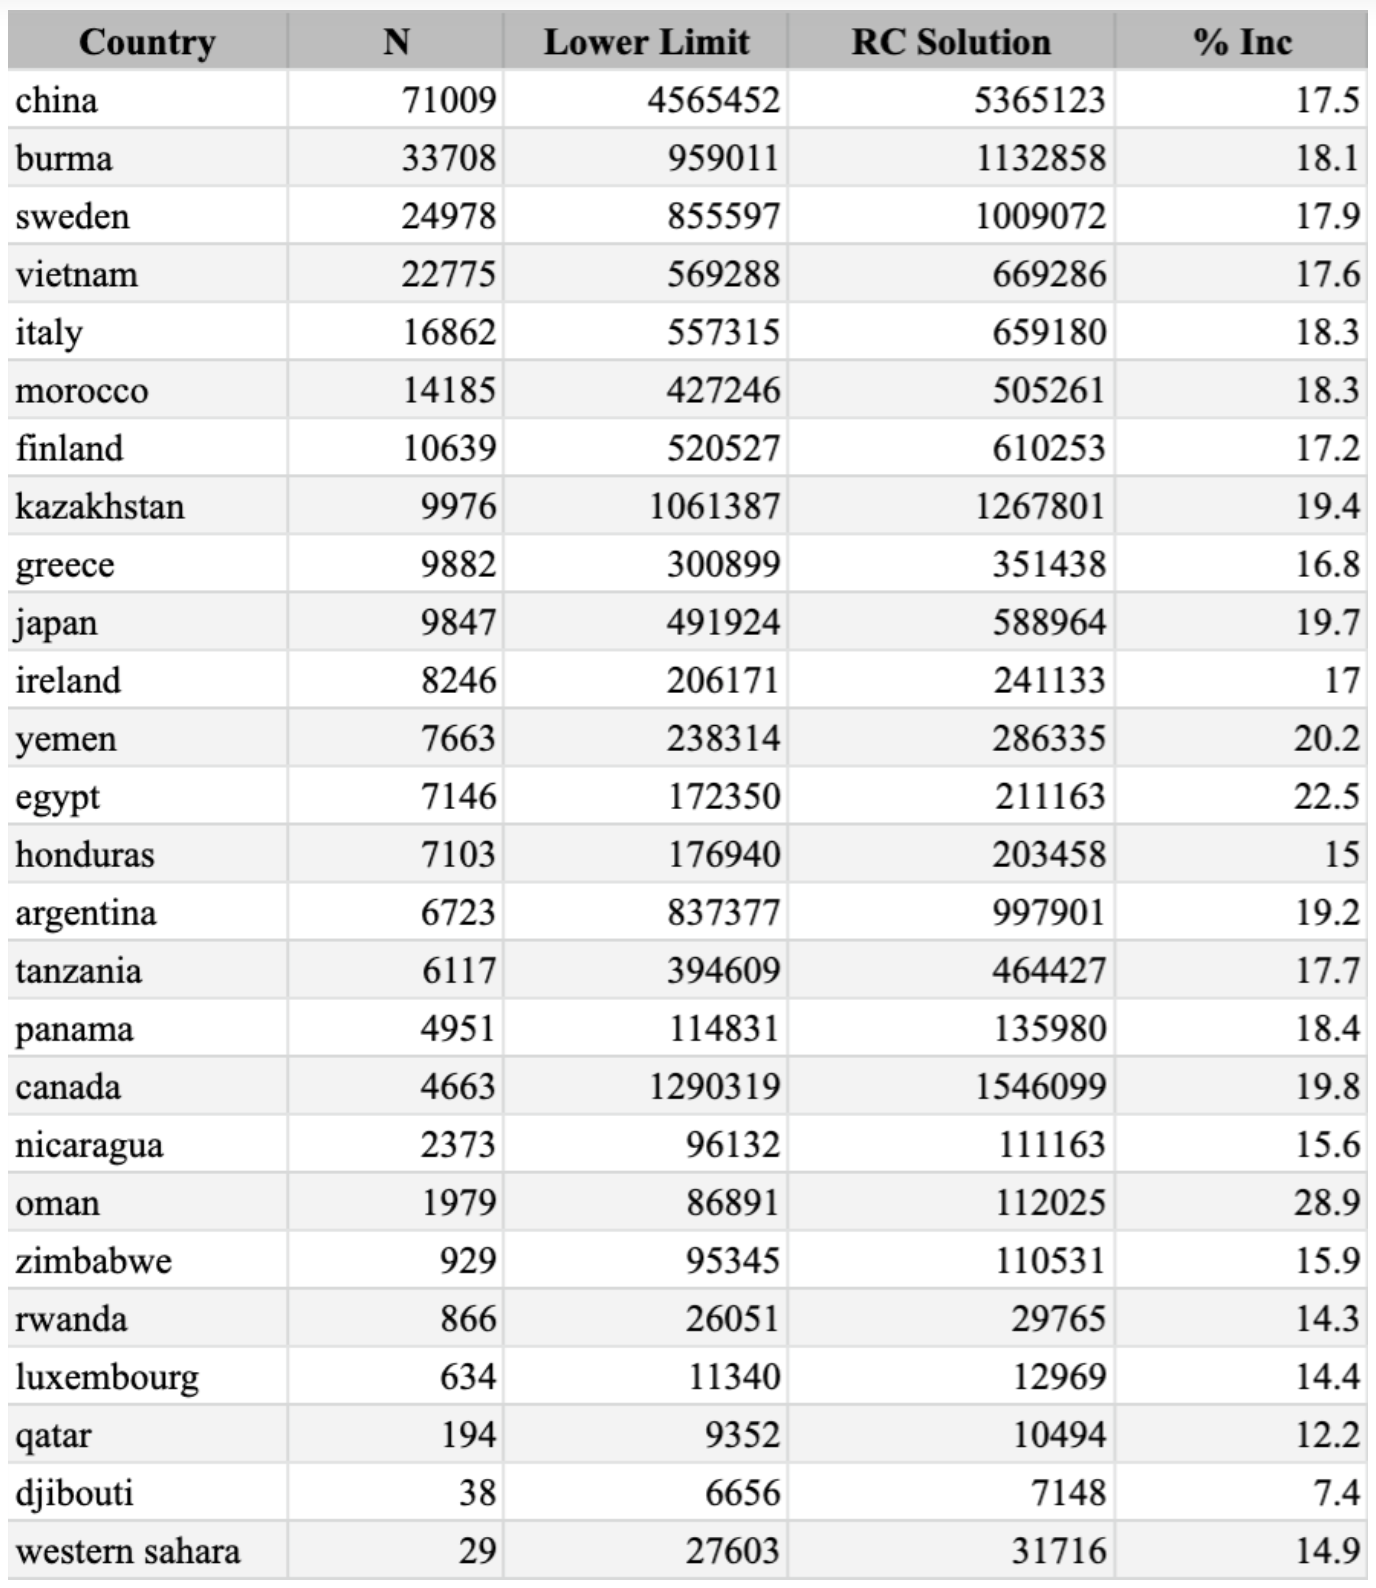 Country N Lower Limit RC Solution % Inc
china 71009 4565452 5365123 17.5
burma 33708 959011 1132858 18.1
sweden 24978 855597 1009072 17.9
vietnam 22775 569288 669286 17.6
italy 16862 557315 659180 18.3
morocco 14185 427246 505261 18.3
finland 10639 520527 610253 17.2
kazakhstan 9976 1061387 1267801 19.4
greece 9882 300899 351438 16.8
japan 9847 491924 588964 19.7
ireland 8246 206171 241133 17
yemen 7663 238314 286335 20.2
egypt 7146 172350 211163 22.5
honduras 7103 176940 203458 15
argentina 6723 837377 997901 19.2
tanzania 6117 394609 464427 17.7
panama 4951 114831 135980 18.4
canada 4663 1290319 1546099 19.8
nicaragua 2373 96132 111163 15.6
oman 1979 86891 112025 28.9
zimbabwe 929 95345 110531 15.9
rwanda 866 26051 29765 14.3
luxembourg 634 11340 12969 14.4
qatar 194 9352 10494 12.2
djibouti 38 6656 7148 7.4
western sahara 29 27603 31716 14.9